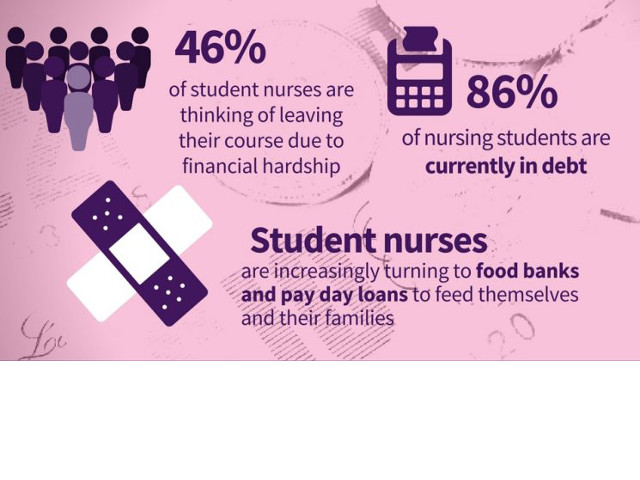 46%
of student nurses are
thinking of leaving
their course due to
financial hardship
86%
of nursing students are
currently in debt
Student nurses
are increasingly turning to food banks
and pay day loans to feed themselves
and their families
20